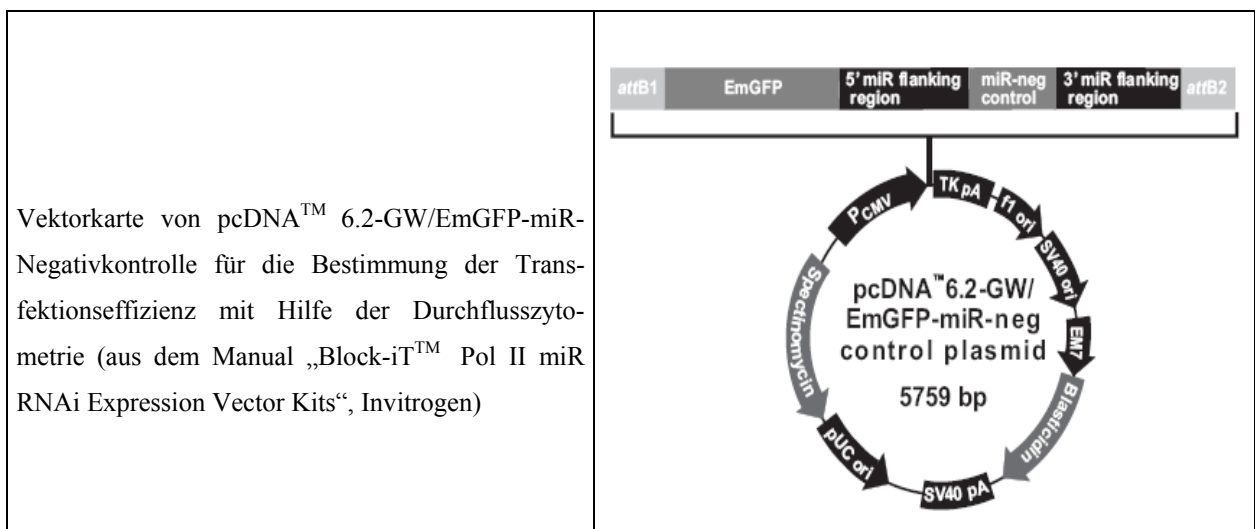 Vektorkarte von pcDNA™ 6.2-GW/EmGFP-miR-
Negativkontrolle für die Bestimmung der Trans-
fektionseffizienz mit Hilfe der Durchflusszyto-
metrie (aus dem Manual „Block-iT™ Pol II miR
RNAi Expression Vector Kits“, Invitrogen)
attB1
EmGFP
5' miR flanking
region
miR-neg
control
3' miR flanking
region
attB2
PCMV
TK pA
f1 ori
SV40 ori
EM7
Blasticidin
SV40 pA
pUC ori
Spectinomycin
pcDNA™6.2-GW/
EmGFP-miR-neg
control plasmid
5759 bp